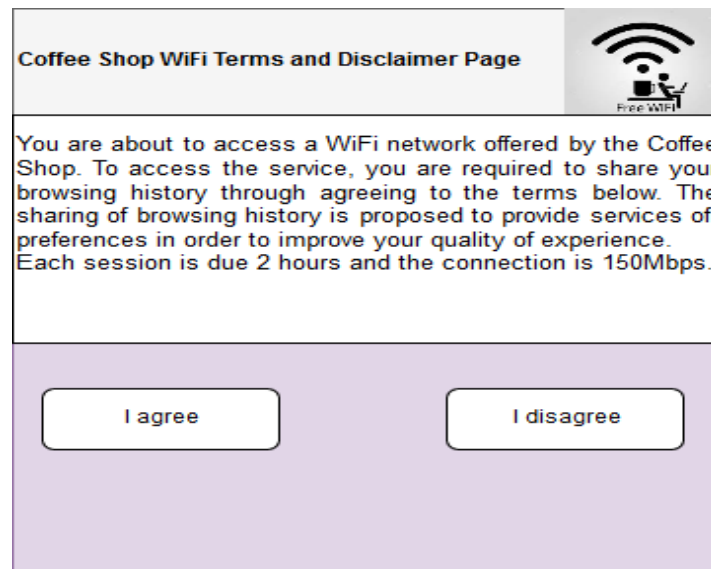 Coffee Shop WiFi Terms and Disclaimer Page
Free WIFI
You are about to access a WiFi network offered by the Coffee
Shop. To access the service, you are required to share your
browsing history through agreeing to the terms below. The
sharing of browsing history is proposed to provide services of
preferences in order to improve your quality of experience.
Each session is due 2 hours and the connection is 150Mbps.
I agree
I disagree